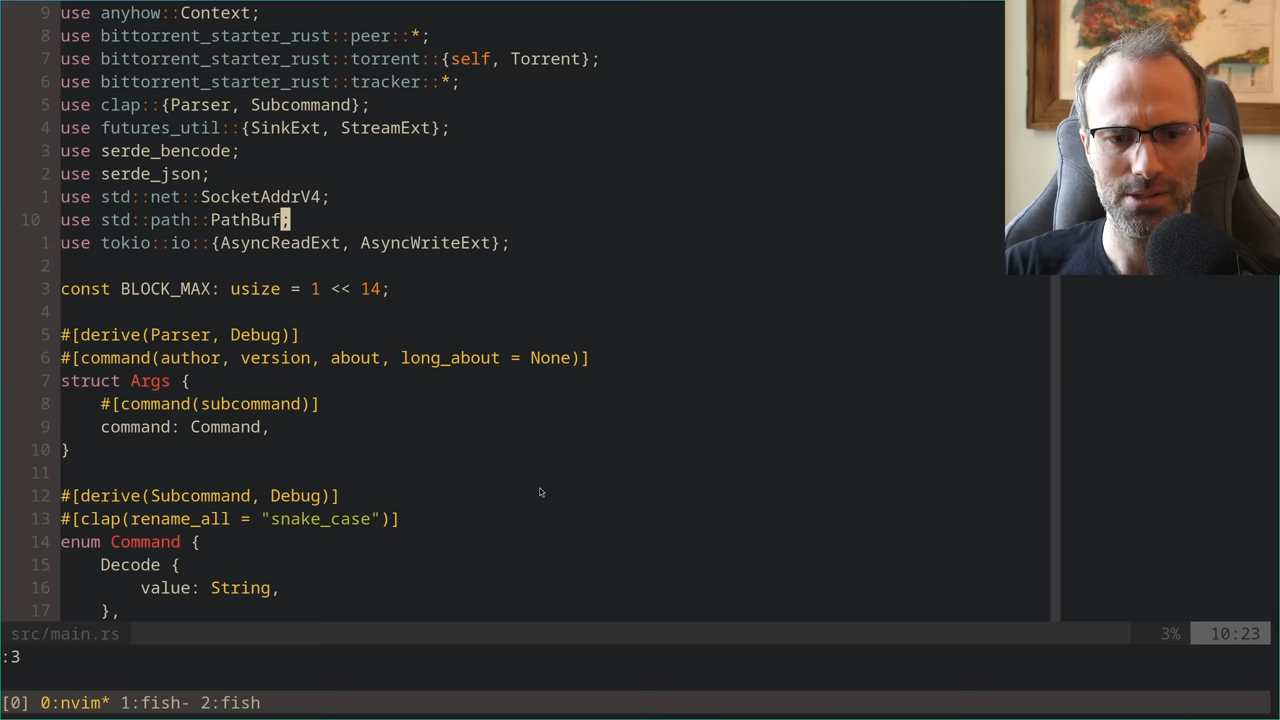 9 use anyhow::Context;
8 use bittorrent_starter_rust::peer::*;
7 use bittorrent_starter_rust::torrent::{self, Torrent};
6 use bittorrent_starter_rust::tracker::*;
5 use clap::{Parser, Subcommand};
4 use futures_util::{SinkExt, StreamExt};
3 use serde_bencode;
2 use serde_json;
1 use std::net::SocketAddrV4;
10 use std::path::PathBuf;
1 use tokio::io::{AsyncReadExt, AsyncWriteExt};
2
3 const BLOCK_MAX: usize = 1 << 14;
4
5 #[derive(Parser, Debug)]
6 #[command(author, version, about, long_about = None)]
7 struct Args {
8     #[command(subcommand)]
9     command: Command,
10 }
11
12 #[derive(Subcommand, Debug)]
13 #[clap(rename_all = "snake_case")]
14 enum Command {
15     Decode {
16         value: String,
17     },
src/main.rs 3% 10:23
:3
[0] 0:nvim* 1:fish- 2:fish